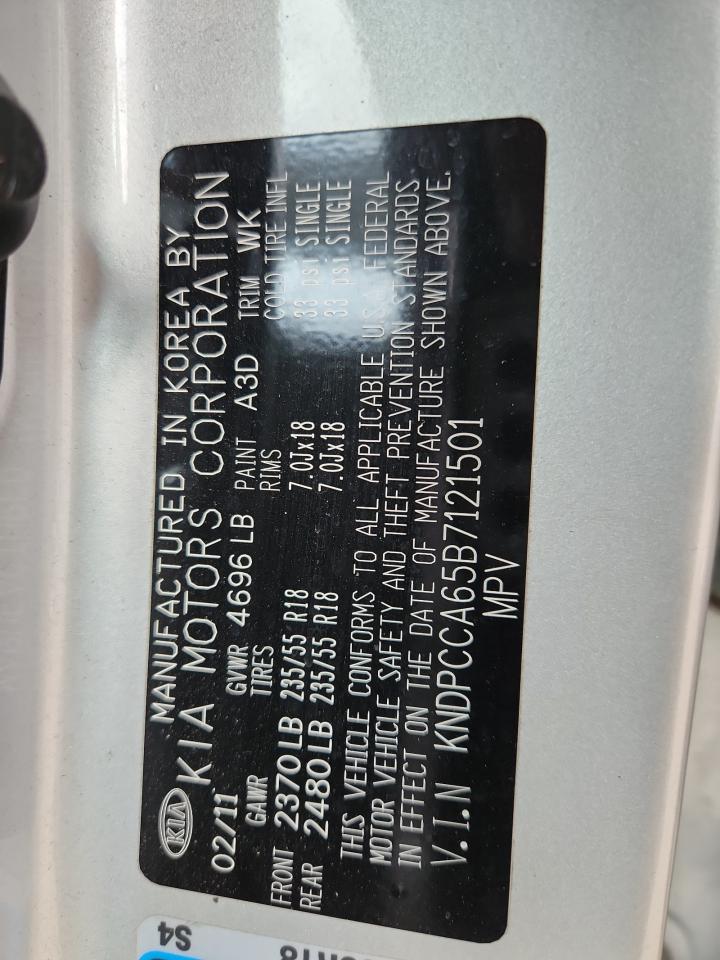 KIA
MANUFACTURED IN KOREA BY
KIA MOTORS CORPORATION
02/11 GVWR 4696 LB PAINT A3D TRIM WK
GAWR TIRES RIMS COLD TIRE INFL
FRONT 2370 LB 235/55 R18 7.0Jx18 33 psi SINGLE
REAR 2480 LB 235/55 R18 7.0Jx18 33 psi SINGLE
THIS VEHICLE CONFORMS TO ALL APPLICABLE U.S.A FEDERAL
MOTOR VEHICLE SAFETY AND THEFT PREVENTION STANDARDS
IN EFFECT ON THE DATE OF MANUFACTURE SHOWN ABOVE.
V.I.N KNDPCCA65B7121501
MPV
S4